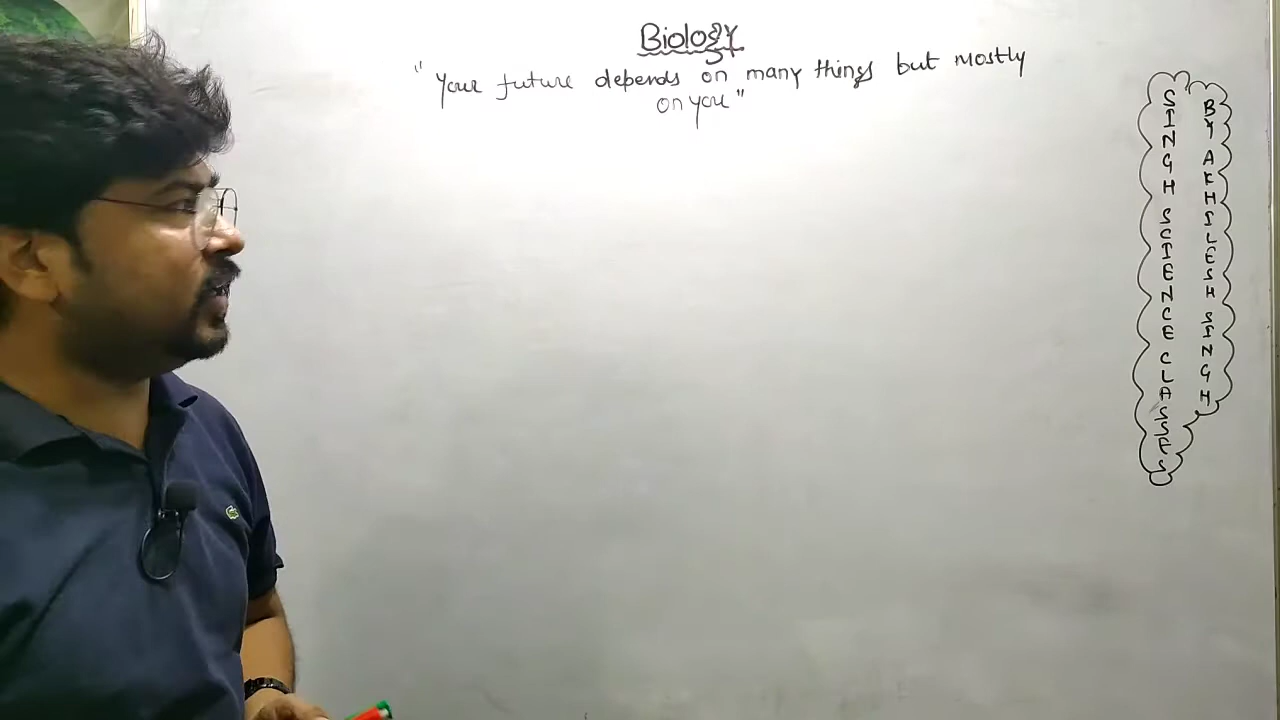 Biology
"Your future depends on many things but mostly
on you"
SINGH SCIENCE CLASSES
BY AKHILESH SINGH